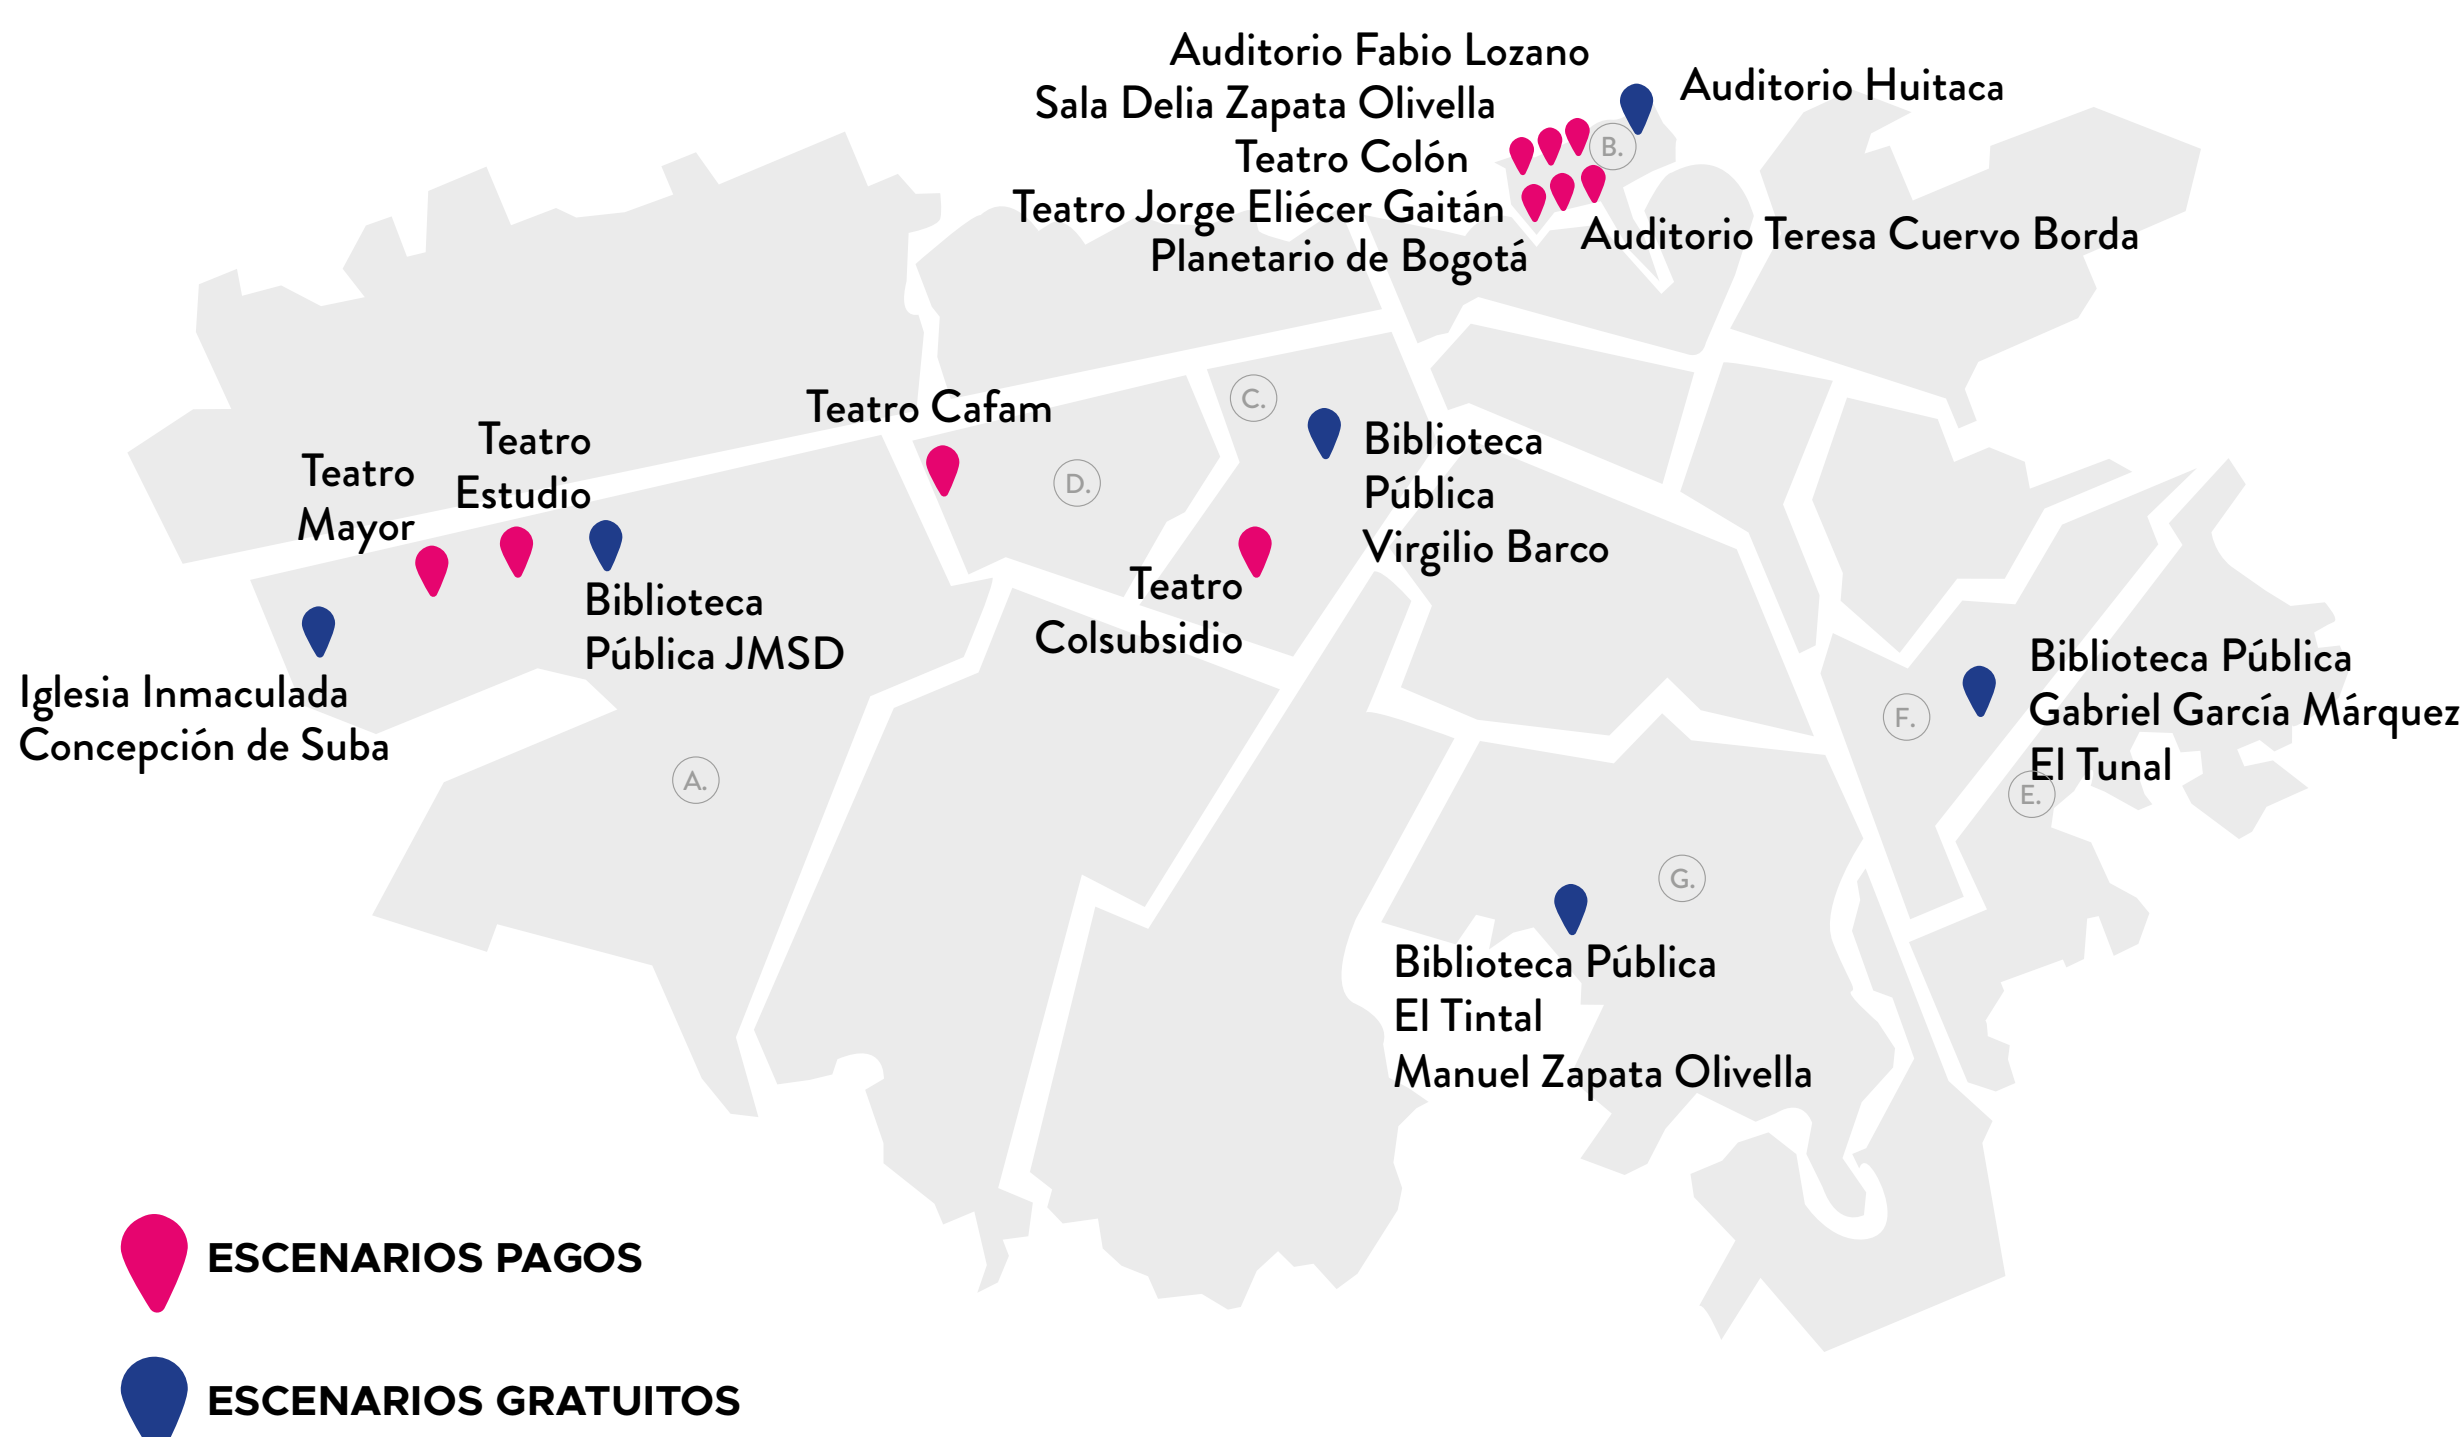 Auditorio Fabio Lozano
Sala Delia Zapata Olivella
Teatro Colón
Teatro Jorge Eliécer Gaitán
Planetario de Bogotá
Auditorio Huitaca
B.
Auditorio Teresa Cuervo Borda
Teatro Cafam
C.
D.
Teatro
Estudio
Teatro
Mayor
Biblioteca
Pública
Virgilio Barco
Teatro
Colsubsidio
Biblioteca
Pública JMSD
Iglesia Inmaculada
Concepción de Suba
A.
Biblioteca Pública
Gabriel García Márquez
El Tunal
F.
E.
G.
Biblioteca Pública
El Tintal
Manuel Zapata Olivella
ESCENARIOS PAGOS
ESCENARIOS GRATUITOS